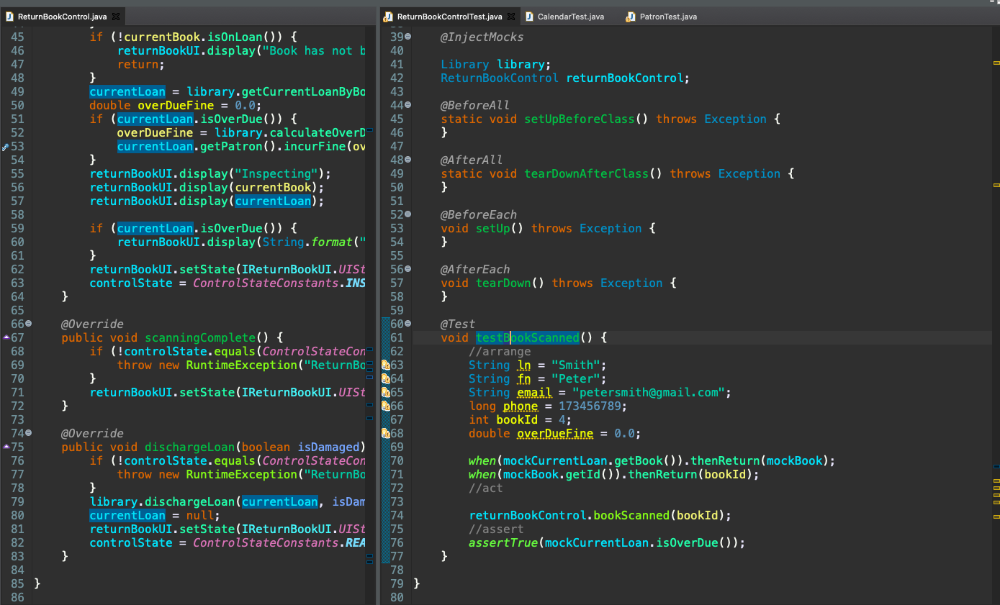 ReturnBookControl.java
45 if (!currentBook.isOnLoan()) {
46 returnBookUI.display("Book has not b
47 return;
48 }
49 currentLoan = library.getCurrentLoanByBo
50 double overDueFine = 0.0;
51 if (currentLoan.isOverDue()) {
52 overDueFine = library.calculateOverD
53 currentLoan.getPatron().incurFine(ov
54 }
55 returnBookUI.display("Inspecting");
56 returnBookUI.display(currentBook);
57 returnBookUI.display(currentLoan);
58
59 if (currentLoan.isOverDue()) {
60 returnBookUI.display(String.format("
61 }
62 returnBookUI.setState(IReturnBookUI.UISt
63 controlState = ControlStateConstants.INS
64 }
65
66 @Override
67 public void scanningComplete() {
68 if (!controlState.equals(ControlStateCon
69 throw new RuntimeException("ReturnBo
70 }
71 returnBookUI.setState(IReturnBookUI.UISt
72 }
73
74 @Override
75 public void dischargeLoan(boolean isDamaged)
76 if (!controlState.equals(ControlStateCon
77 throw new RuntimeException("ReturnBo
78 }
79 library.dischargeLoan(currentLoan, isDam
80 currentLoan = null;
81 returnBookUI.setState(IReturnBookUI.UISt
82 controlState = ControlStateConstants.REA
83 }
84
85 }
86
ReturnBookControlTest.java CalendarTest.java PatronTest.java
39 @InjectMocks
40
41 Library library;
42 ReturnBookControl returnBookControl;
43
44 @BeforeAll
45 static void setUpBeforeClass() throws Exception {
46 }
47
48 @AfterAll
49 static void tearDownAfterClass() throws Exception {
50 }
51
52 @BeforeEach
53 void setUp() throws Exception {
54 }
55
56 @AfterEach
57 void tearDown() throws Exception {
58 }
59
60 @Test
61 void testBookScanned() {
62 //arrange
63 String ln = "Smith";
64 String fn = "Peter";
65 String email = "petersmith@gmail.com";
66 long phone = 173456789;
67 int bookId = 4;
68 double overDueFine = 0.0;
69
70 when(mockCurrentLoan.getBook()).thenReturn(mockBook);
71 when(mockBook.getId()).thenReturn(bookId);
72 //act
73
74 returnBookControl.bookScanned(bookId);
75 //assert
76 assertTrue(mockCurrentLoan.isOverDue());
77 }
78
79 }
80